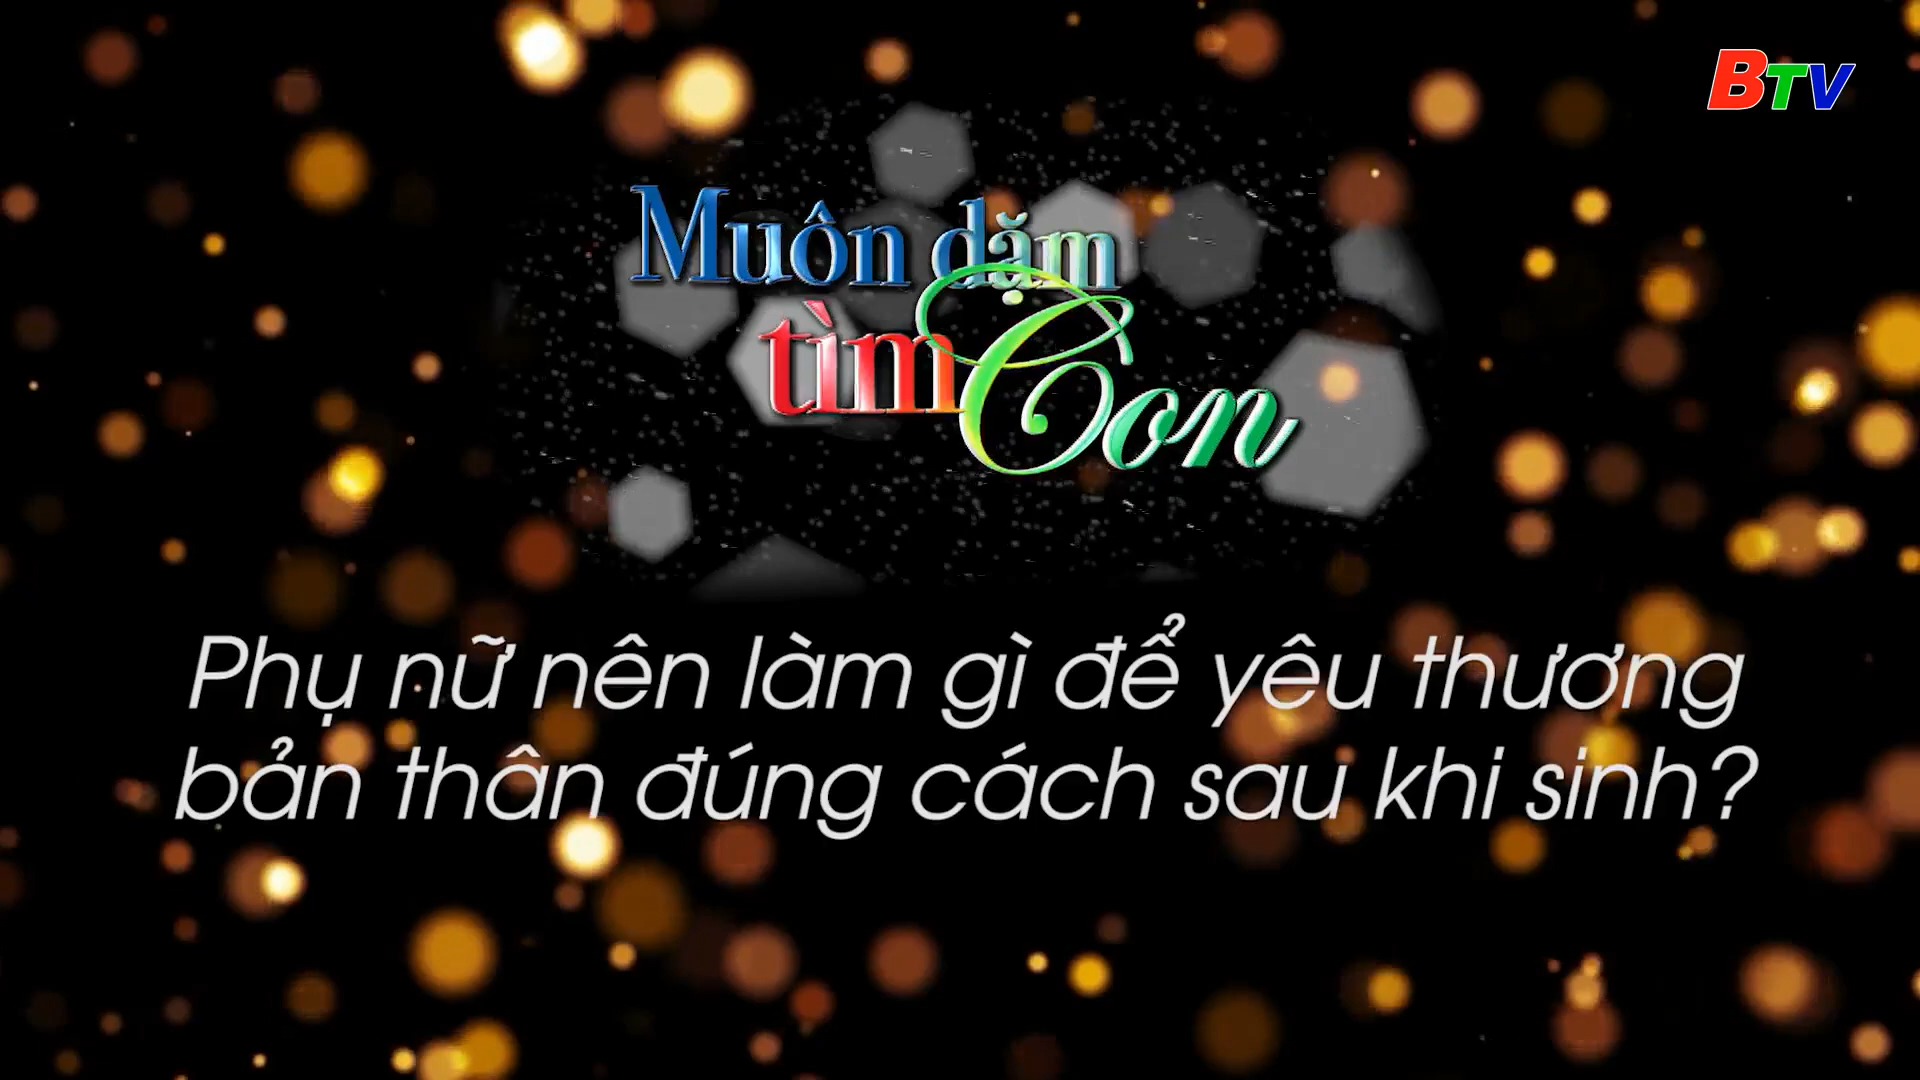 BTV
Muôn dặm
tìm Con
Phụ nữ nên làm gì để yêu thương
bản thân đúng cách sau khi sinh?